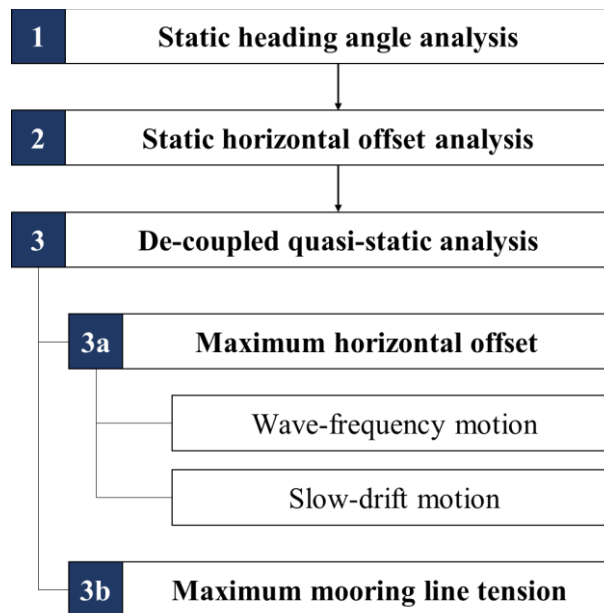 1 Static heading angle analysis
2 Static horizontal offset analysis
3 De-coupled quasi-static analysis
3a Maximum horizontal offset
Wave-frequency motion
Slow-drift motion
3b Maximum mooring line tension